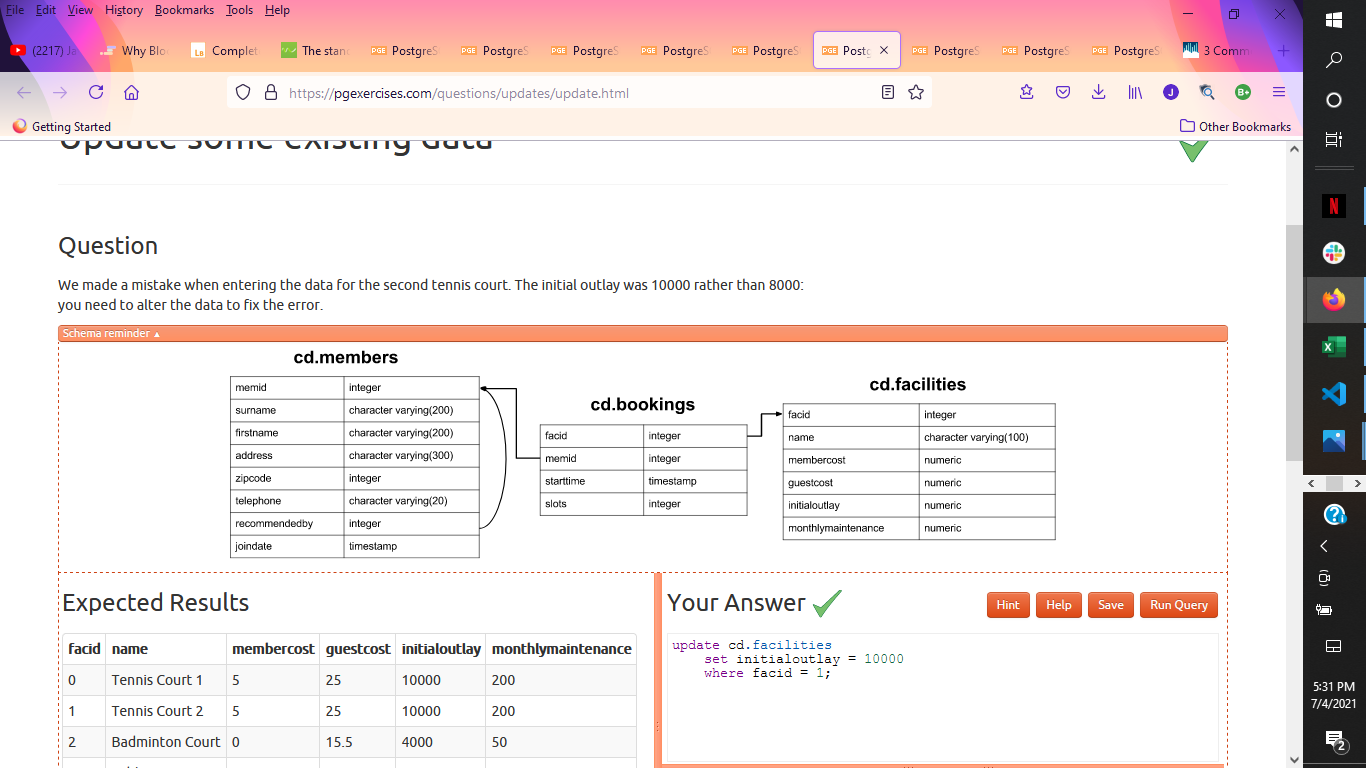 File Edit View History Bookmarks Tools Help
(2217) Ja Why Blo Complet The stan PostgreS PostgreS PostgreS PostgreS PostgreS Postg PostgreS PostgreS PostgreS 3 Comm
https://pgexercises.com/questions/updates/update.html
Getting Started Other Bookmarks
Update some existing data
Question
We made a mistake when entering the data for the second tennis court. The initial outlay was 10000 rather than 8000:
you need to alter the data to fix the error.
Schema reminder ▲
cd.members
memid integer
surname character varying(200)
firstname character varying(200)
address character varying(300)
zipcode integer
telephone character varying(20)
recommendedby integer
joindate timestamp
cd.bookings
facid integer
memid integer
starttime timestamp
slots integer
cd.facilities
facid integer
name character varying(100)
membercost numeric
guestcost numeric
initialoutlay numeric
monthlymaintenance numeric
Expected Results
facid name membercost guestcost initialoutlay monthlymaintenance
0 Tennis Court 1 5 25 10000 200
1 Tennis Court 2 5 25 10000 200
2 Badminton Court 0 15.5 4000 50
Your Answer
Hint Help Save Run Query
update cd.facilities
set initialoutlay = 10000
where facid = 1;
5:31 PM
7/4/2021
2